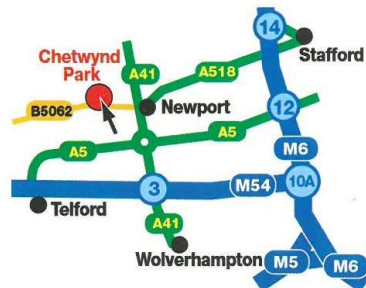 14
Stafford
Chetwynd
Park
A41
A518
B5062
Newport
12
A5
A5
M6
3
M54
10A
Telford
A41
Wolverhampton
M5
M6